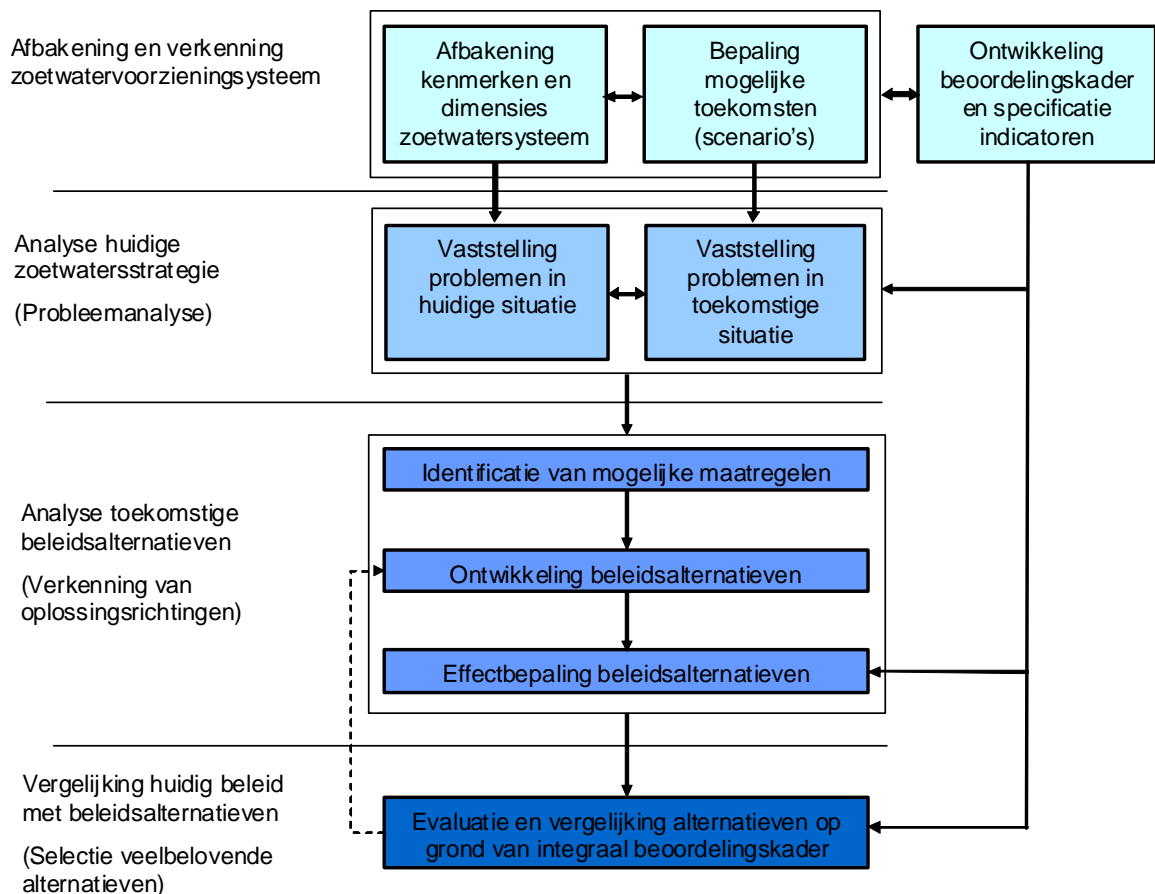 Afbakening en verkenning
zoetwatervoorzieningsysteem
Afbakening
kenmerken en
dimensies
zoetwatersysteem
Bepaling
mogelijke
toekomsten
(scenario's)
Ontwikkeling
beoordelingskader
en specificatie
indicatoren
Analyse huidige
zoetwatersstrategie
(Probleemanalyse)
Vaststelling
problemen in
huidige situatie
Vaststelling
problemen in
toekomstige
situatie
Analyse toekomstige
beleidsalternatieven
(Verkenning van
oplossingsrichtingen)
Identificatie van mogelijke maatregelen
Ontwikkeling beleidsalternatieven
Effectbepaling beleidsalternatieven
Vergelijking huidig beleid
met beleidsalternatieven
(Selectie veelbelovende
alternatieven)
Evaluatie en vergelijking alternatieven op
grond van integraal beoordelingskader